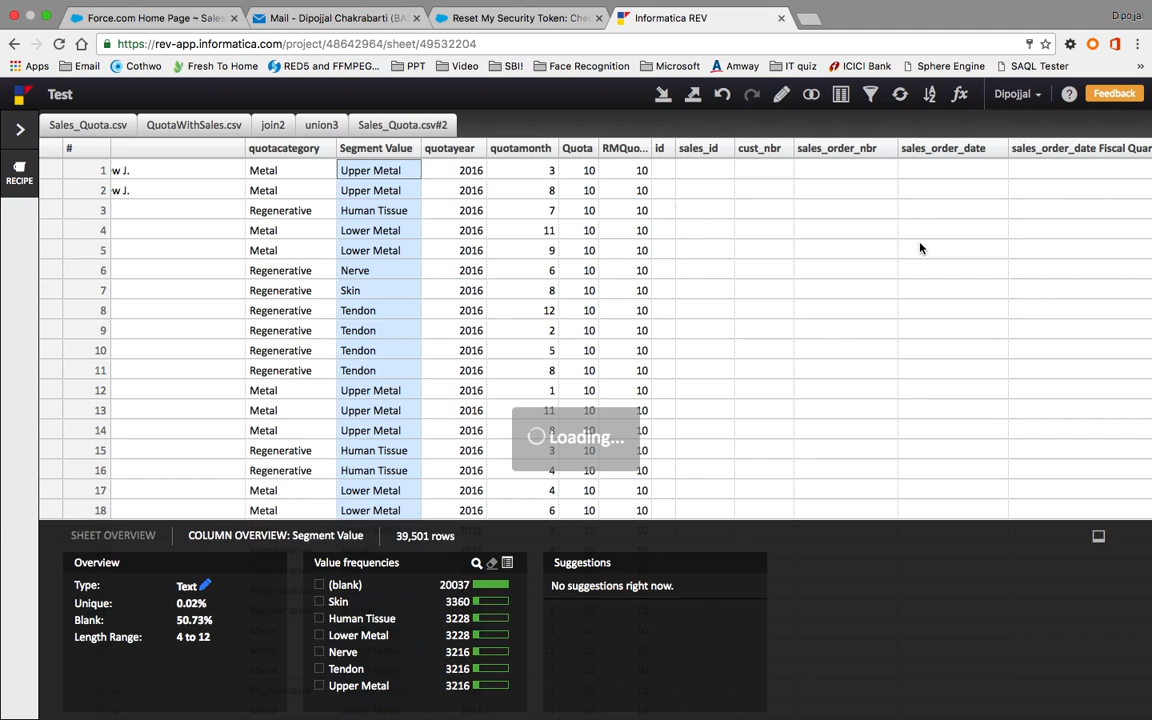 Force.com Home Page ~ Sales
Mail - Dipojjal Chakrabarti (BA
Reset My Security Token: Che
Informatica REV
Dipojjal
https://rev-app.informatica.com/project/48642964/sheet/49532204
Apps Email Cothwo Fresh To Home RED5 and FFMPEG... PPT Video SBI! Face Recognition Microsoft Amway IT quiz ICICI Bank Sphere Engine SAQL Tester »
Test
fx Dipojjal ? Feedback
Sales_Quota.csv QuotaWithSales.csv join2 union3 Sales_Quota.csv#2
RECIPE
# quotacategory Segment Value quotayear quotamonth Quota RMQuo... id sales_id cust_nbr sales_order_nbr sales_order_date sales_order_date Fiscal Quar
1 w J. Metal Upper Metal 2016 3 10 10
2 w J. Metal Upper Metal 2016 8 10 10
3 Regenerative Human Tissue 2016 7 10 10
4 Metal Lower Metal 2016 11 10 10
5 Metal Lower Metal 2016 9 10 10
6 Regenerative Nerve 2016 6 10 10
7 Regenerative Skin 2016 8 10 10
8 Regenerative Tendon 2016 12 10 10
9 Regenerative Tendon 2016 2 10 10
10 Regenerative Tendon 2016 5 10 10
11 Regenerative Tendon 2016 8 10 10
12 Metal Upper Metal 2016 1 10 10
13 Metal Upper Metal 2016 11 10 10
14 Metal Upper Metal 2016 10
15 Regenerative Human Tissue 2016 3 10 10
16 Regenerative Human Tissue 2016 4 10 10
17 Metal Lower Metal 2016 4 10 10
18 Metal Lower Metal 2016 6 10 10
Loading...
SHEET OVERVIEW COLUMN OVERVIEW: Segment Value 39,501 rows
Overview
Type: Text
Unique: 0.02%
Blank: 50.73%
Length Range: 4 to 12
Value frequencies
(blank) 20037
Skin 3360
Human Tissue 3228
Lower Metal 3228
Nerve 3216
Tendon 3216
Upper Metal 3216
Suggestions
No suggestions right now.